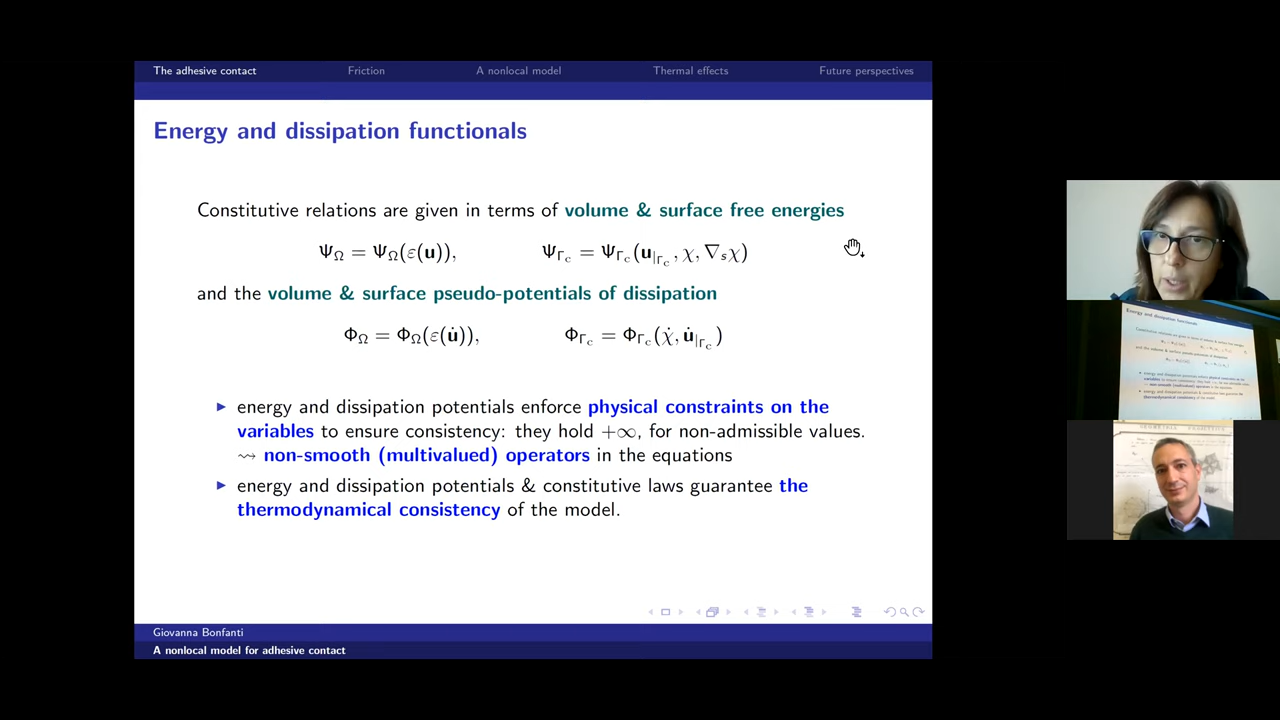 The adhesive contact Friction A nonlocal model Thermal effects Future perspectives
Energy and dissipation functionals
Constitutive relations are given in terms of volume & surface free energies
Ψ_Ω = Ψ_Ω(ε(u)), Ψ_Γc = Ψ_Γc(u|Γc, χ, ∇_sχ)
and the volume & surface pseudo-potentials of dissipation
Φ_Ω = Φ_Ω(ε(u̇)), Φ_Γc = Φ_Γc(χ̇, u̇|Γc)
▶ energy and dissipation potentials enforce physical constraints on the
variables to ensure consistency: they hold +∞, for non-admissible values.
⇝ non-smooth (multivalued) operators in the equations
▶ energy and dissipation potentials & constitutive laws guarantee the
thermodynamical consistency of the model.
Giovanna Bonfanti
A nonlocal model for adhesive contact